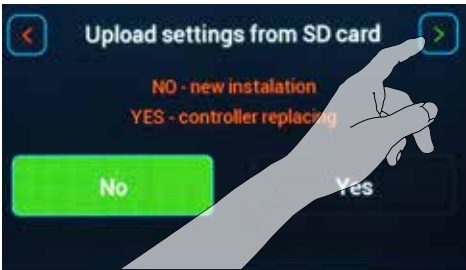 < Upload settings from SD card >
NO - new instalation
YES - controller replacing
No Yes